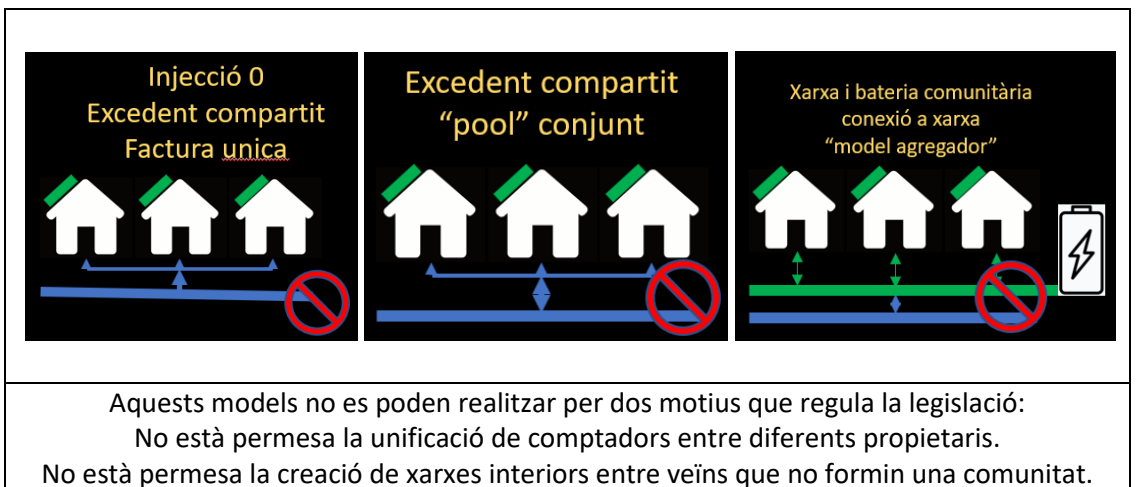 Injecció 0
Excedent compartit
Factura unica
Excedent compartit
“pool” conjunt
Xarxa i bateria comunitària
conexió a xarxa
“model agregador”
Aquests models no es poden realitzar per dos motius que regula la legislació:
No està permesa la unificació de comptadors entre diferents propietaris.
No està permesa la creació de xarxes interiors entre veïns que no formin una comunitat.